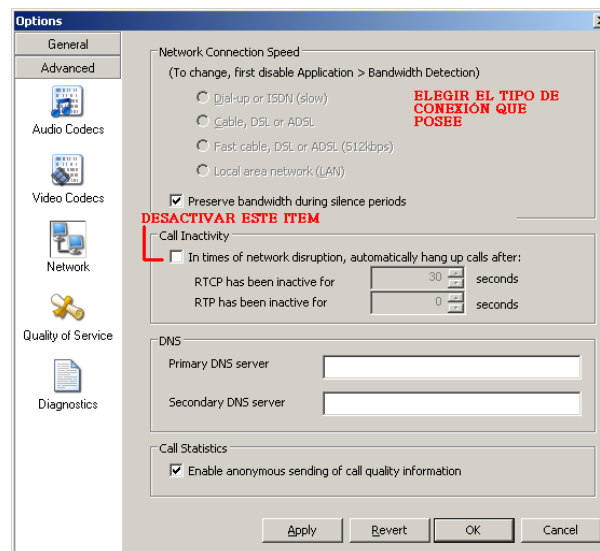 Options
General
Advanced
Audio Codecs
Video Codecs
Network
Quality of Service
Diagnostics
Network Connection Speed
(To change, first disable Application > Bandwidth Detection)
Dial-up or ISDN (slow)
Cable, DSL or ADSL
Fast cable, DSL or ADSL (512kbps)
Local area network (LAN)
ELEGIR EL TIPO DE
CONEXIÓN QUE
POSEE
Preserve bandwidth during silence periods
DESACTIVAR ESTE ITEM
Call Inactivity
In times of network disruption, automatically hang up calls after:
RTCP has been inactive for 30 seconds
RTP has been inactive for 0 seconds
DNS
Primary DNS server
Secondary DNS server
Call Statistics
Enable anonymous sending of call quality information
Apply Revert OK Cancel